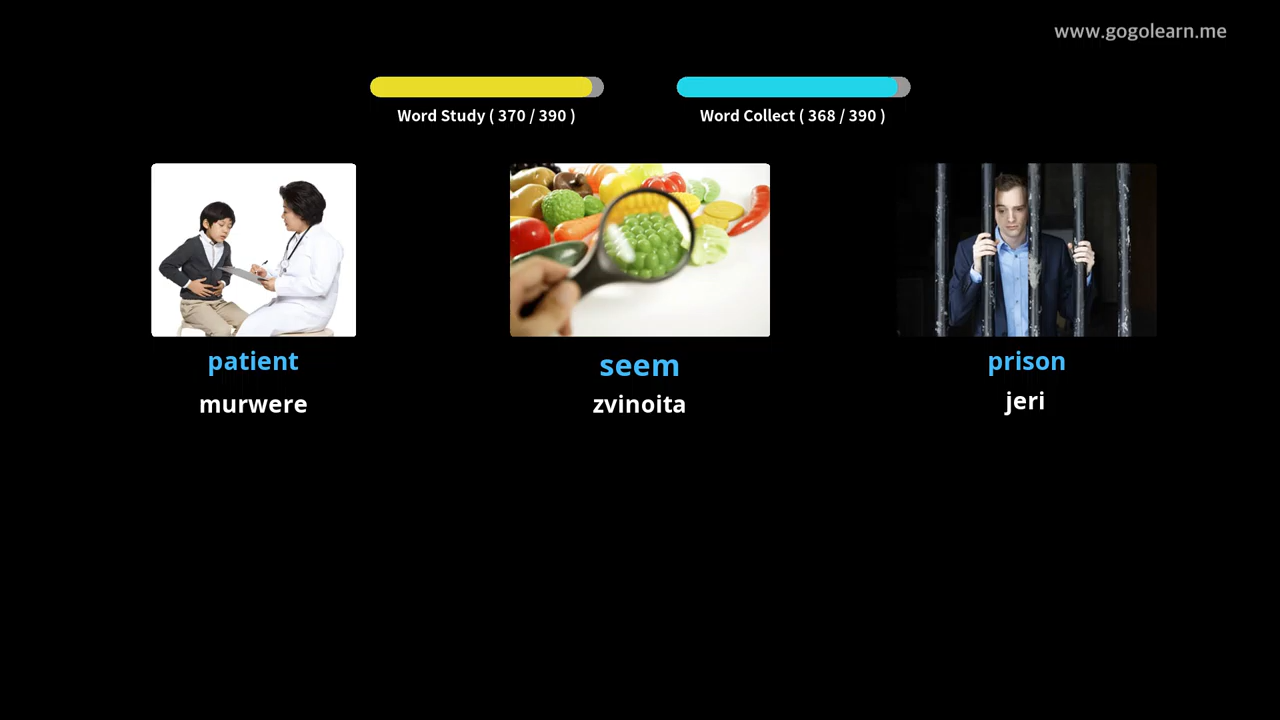 www.gogolearn.me
Word Study ( 370 / 390 )
Word Collect ( 368 / 390 )
patient
murwere
seem
zvinoita
prison
jeri